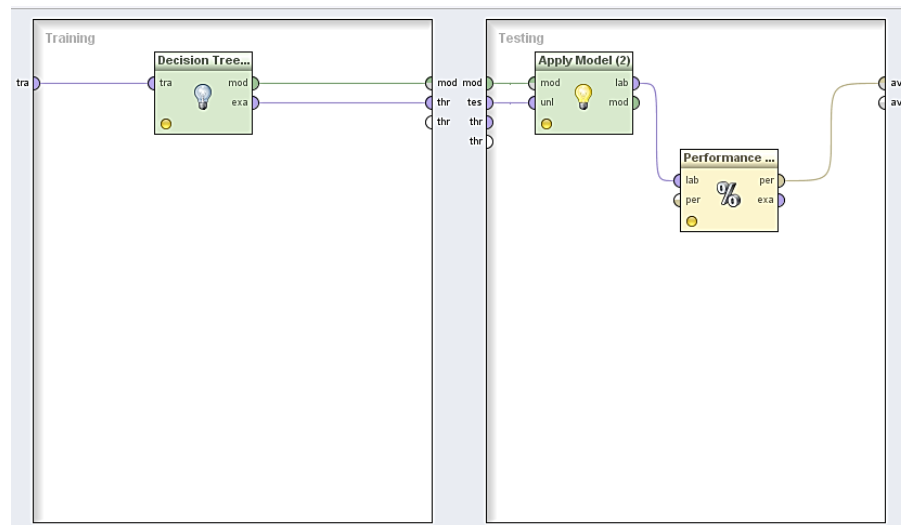 Training
Decision Tree...
tra
tra
mod
exa
mod
thr
thr
Testing
mod
tes
thr
thr
Apply Model (2)
mod
lab
unl
mod
Performance ...
lab
per
per
exa
%
av
av